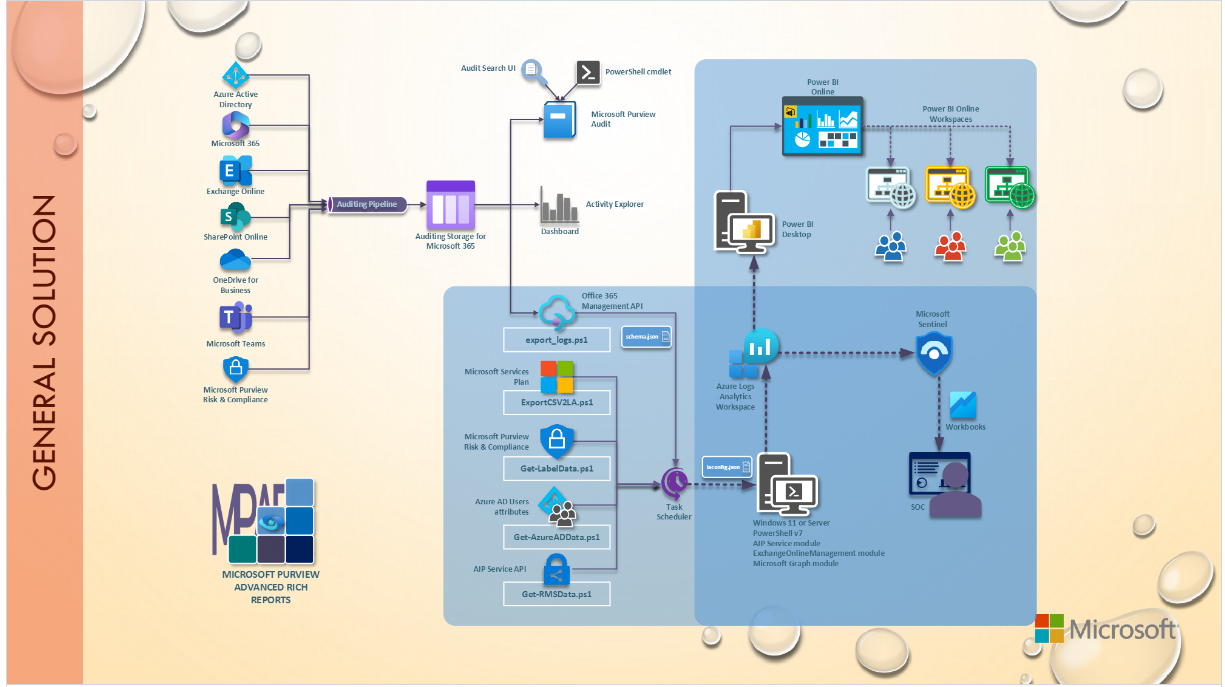 GENERAL SOLUTION
Azure Active
Directory
Microsoft 365
Exchange Online
SharePoint Online
OneDrive for
Business
Microsoft Teams
Microsoft Purview
Risk & Compliance
Auditing Pipeline
Auditing Storage for
Microsoft 365
Audit Search UI
PowerShell cmdlet
Microsoft Purview
Audit
Activity Explorer
Dashboard
Office 365
Management API
export_logs.ps1
schema.json
Microsoft Services
Plan
ExportCSV2LA.ps1
Microsoft Purview
Risk & Compliance
Get-LabelData.ps1
Azure AD Users
attributes
Get-AzureADData.ps1
AIP Service API
Get-RMSData.ps1
Task
Scheduler
laconfig.json
Windows 11 or Server
PowerShell v7
AIP Service module
ExchangeOnlineManagement module
Microsoft Graph module
Azure Logs
Analytics
Workspace
Power BI
Desktop
Power BI
Online
Power BI Online
Workspaces
Microsoft
Sentinel
Workbooks
SOC
MPAR
MICROSOFT PURVIEW
ADVANCED RICH
REPORTS
Microsoft